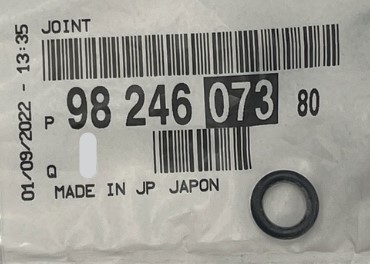 JOINT
P 98 246 073 80
Q
MADE IN JP JAPON
01/09/2022 - 13:35